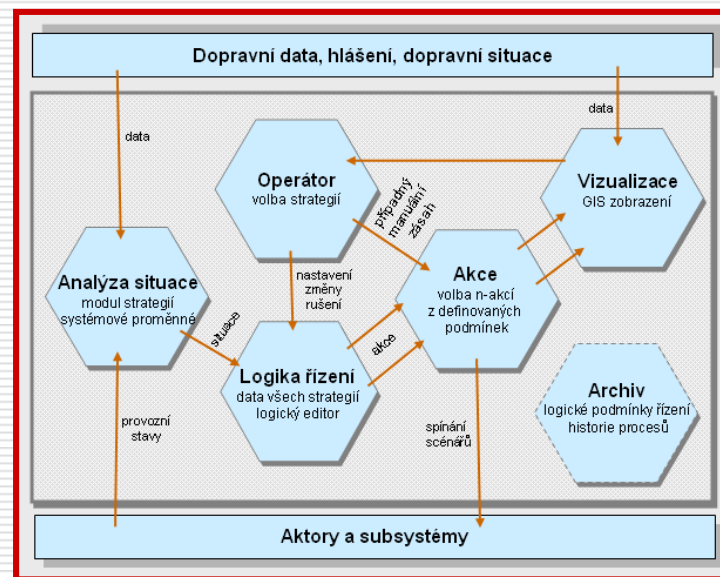 Dopravní data, hlášení, dopravní situace
data
data
Operátor
volba strategií
Vizualizace
GIS zobrazení
případný
manuální
zásah
Analýza situace
modul strategií
systémové proměnné
nastavení
změny
rušení
Akce
volba n-akcí
z definovaných
podmínek
situace
akce
Logika řízení
data všech strategií
logický editor
Archiv
logické podmínky řízení
historie procesů
provozní
stavy
spínání
scénářů
Aktory a subsystémy